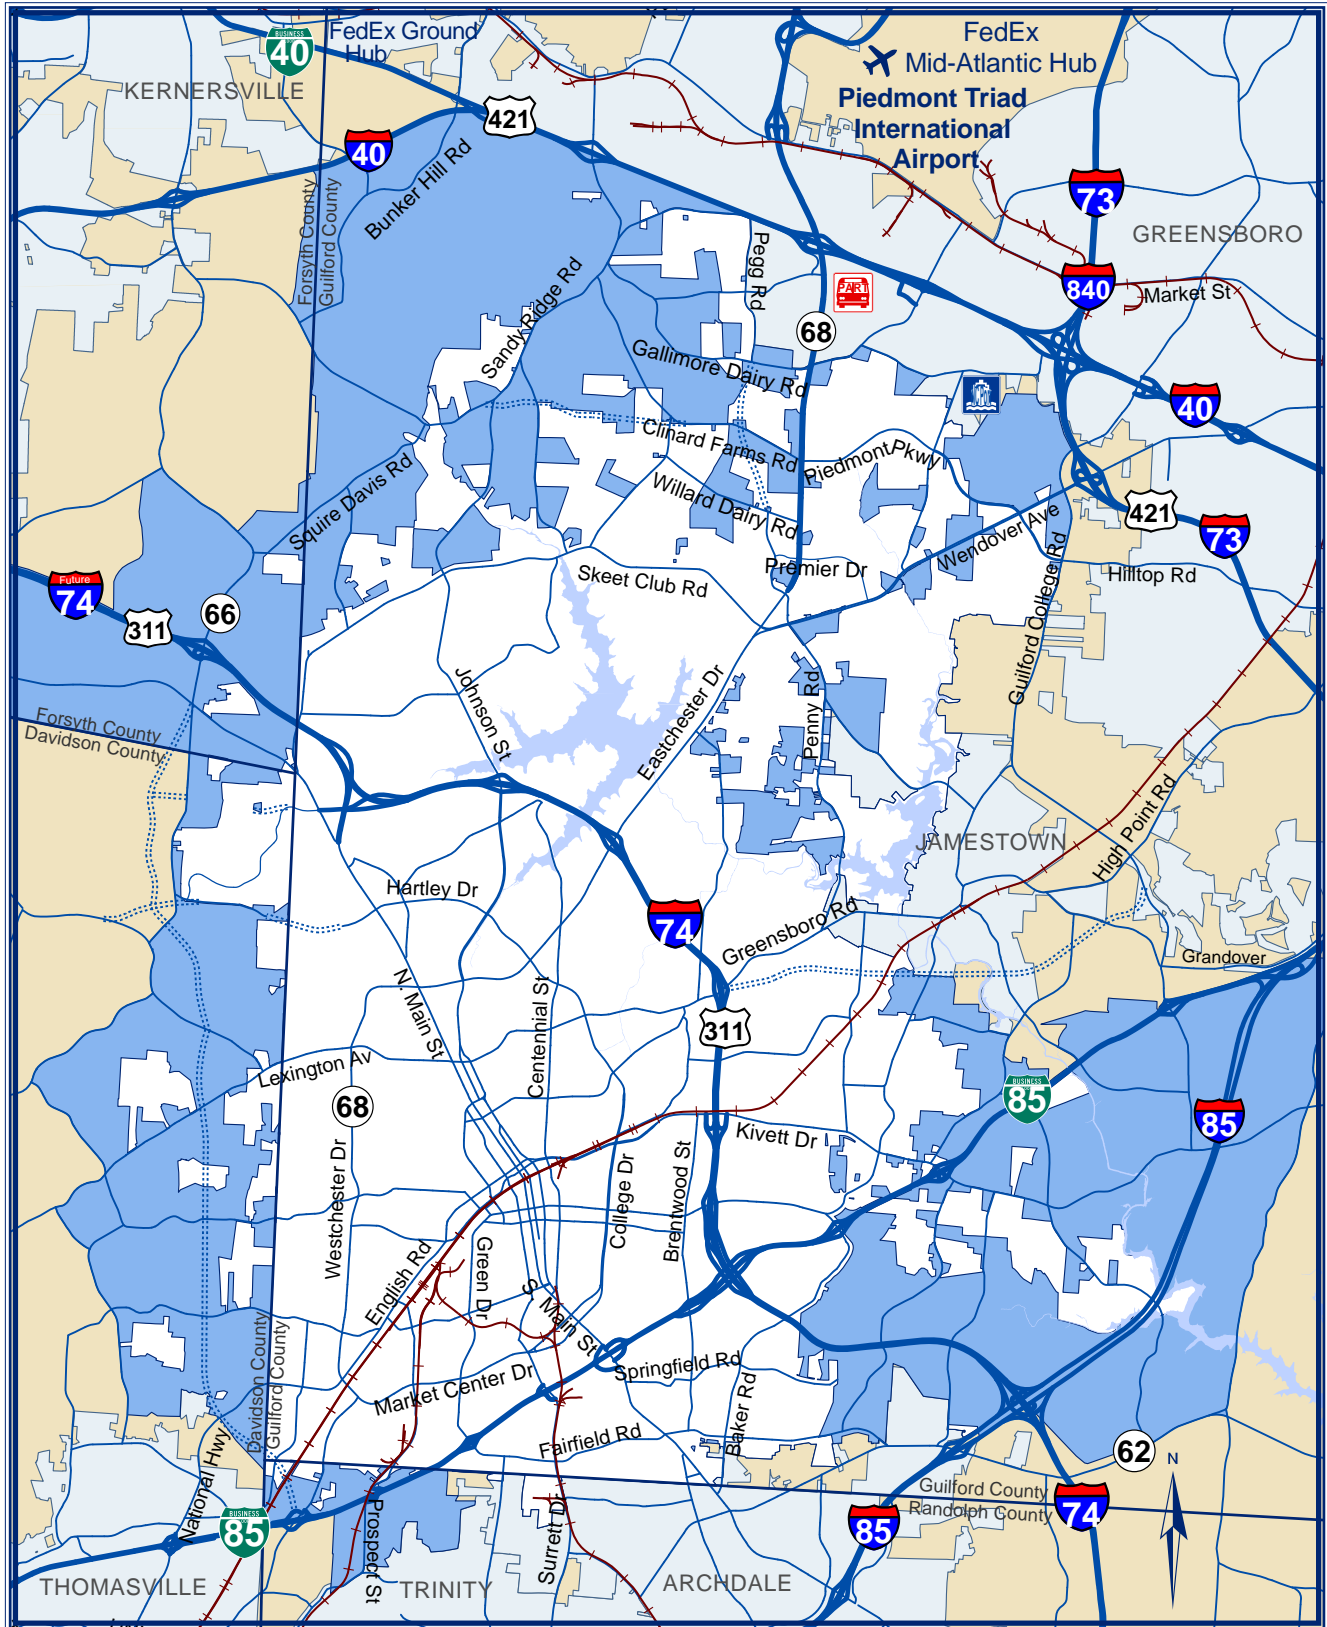 BUSINESS
40
FedEx Ground
Hub
FedEx
Mid-Atlantic Hub
KERNERSVILLE
421
Piedmont Triad
International
Airport
40
Bunker Hill Rd
73
Forsyth County
Guilford County
GREENSBORO
Pegg Rd
PART
840
Market St
Sandy Ridge Rd
68
Gallimore Dairy Rd
40
Clinard Farms Rd
Piedmont Pkwy
Squire Davis Rd
Willard Dairy Rd
421
Wendover Ave
73
Future
74
Skeet Club Rd
Premier Dr
Hilltop Rd
66
311
Guilford College Rd
Johnson St
Eastchester Dr
Penny Rd
Forsyth County
Davidson County
High Point Rd
JAMESTOWN
Hartley Dr
74
Greensboro Rd
Grandover
N. Main St
Centennial St
311
Lexington Av
68
BUSINESS
85
85
Kivett Dr
Westchester Dr
College Dr
Brentwood St
English Rd
Green Dr
S. Main St
Davidson County
Guilford County
Springfield Rd
Market Center Dr
Baker Rd
Fairfield Rd
National Hwy
62
N
Guilford County
Randolph County
74
BUSINESS
85
85
Prospect St
Surrett Dr
THOMASVILLE
TRINITY
ARCHDALE